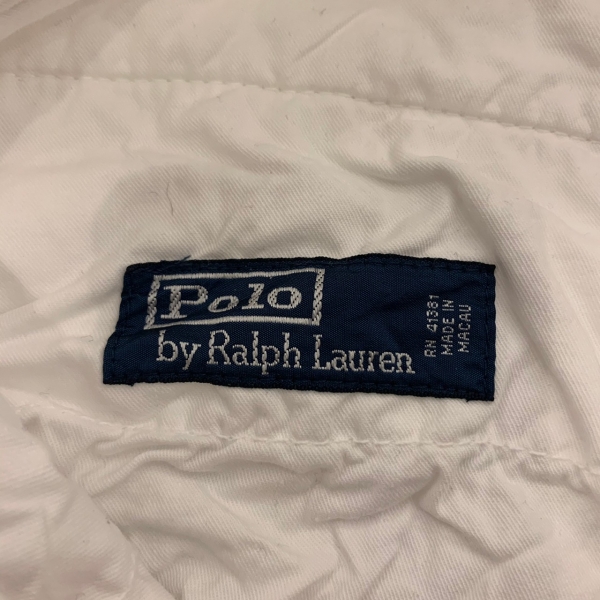 Polo
by Ralph Lauren
RN 41381
MADE IN
MACAU